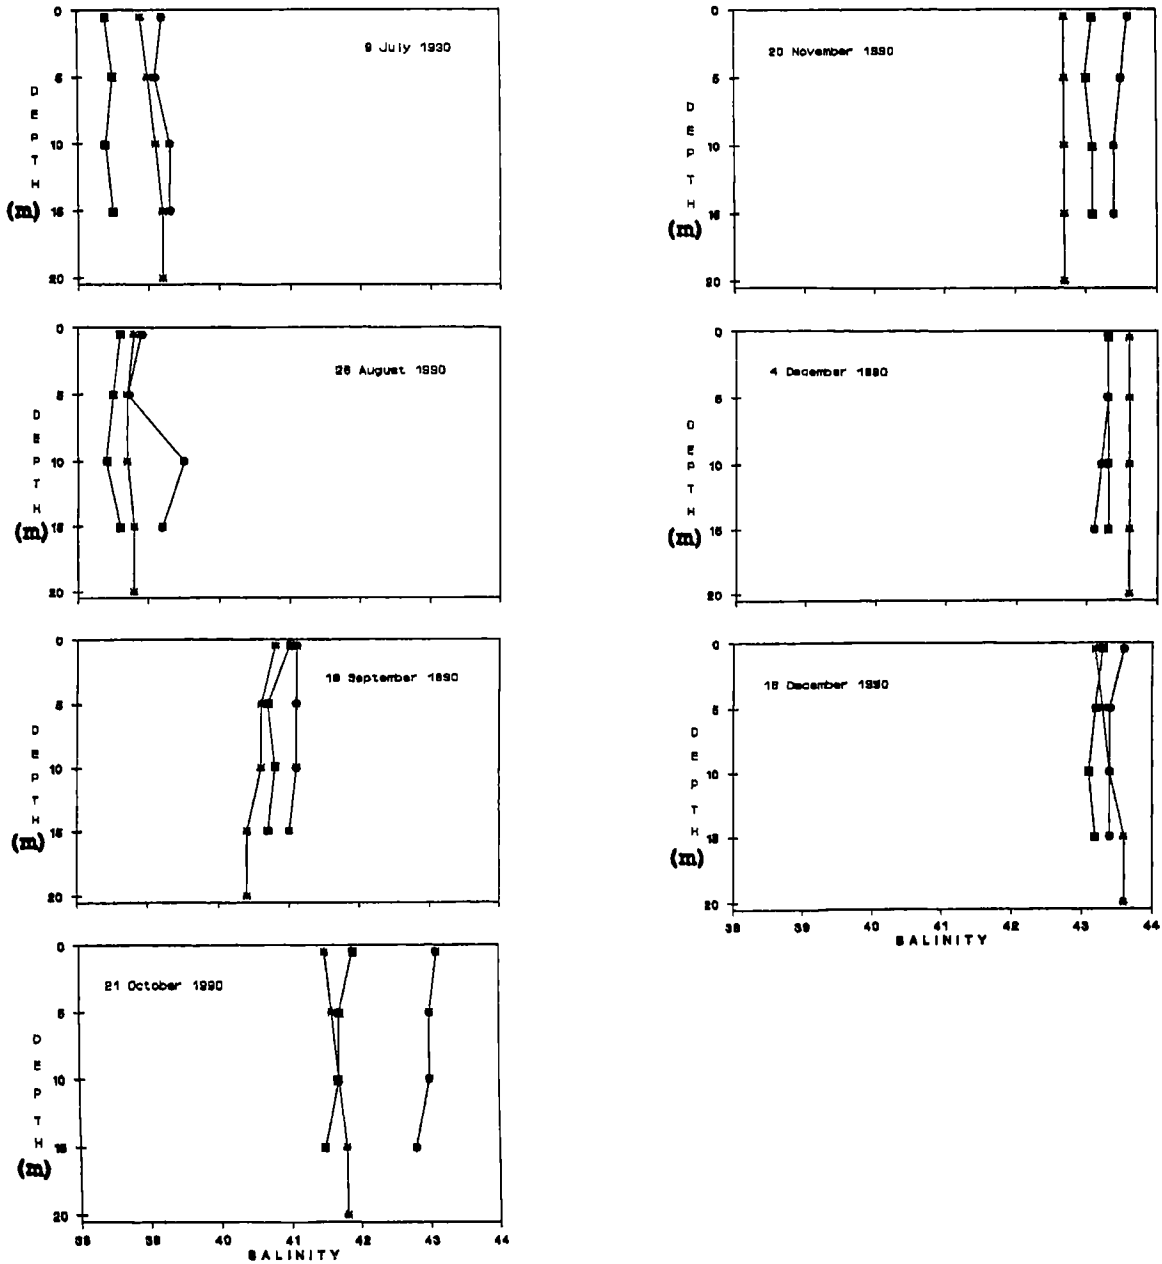 0
9 July 1990
5
10
15
20
DEPTH
(m)
0
26 August 1990
5
10
15
20
DEPTH
(m)
0
19 September 1990
5
10
15
20
DEPTH
(m)
0
21 October 1990
5
10
15
20
DEPTH
(m)
38 39 40 41 42 43 44
SALINITY
0
20 November 1990
5
10
15
20
DEPTH
(m)
0
4 December 1990
5
10
15
20
DEPTH
(m)
0
18 December 1990
5
10
15
20
DEPTH
(m)
38 39 40 41 42 43 44
SALINITY